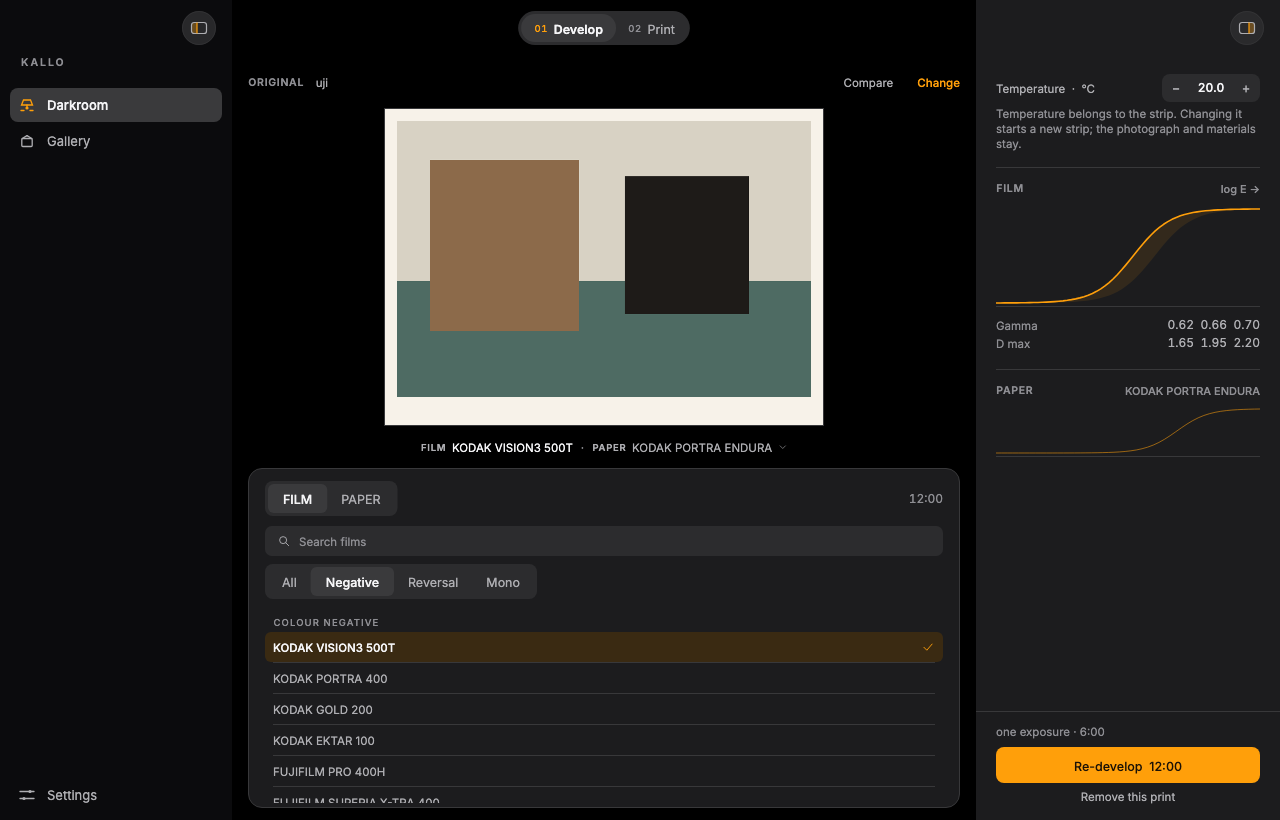 KALLO
Darkroom
Gallery
Settings
01 Develop 02 Print
ORIGINAL uji
Compare Change
FILM KODAK VISION3 500T · PAPER KODAK PORTRA ENDURA
FILM PAPER
12:00
Search films
All Negative Reversal Mono
COLOUR NEGATIVE
KODAK VISION3 500T
KODAK PORTRA 400
KODAK GOLD 200
KODAK EKTAR 100
FUJIFILM PRO 400H
FUJIFILM SUPERIA X-TRA 400
Temperature · °C − 20.0 +
Temperature belongs to the strip. Changing it
starts a new strip; the photograph and materials
stay.
FILM log E →
Gamma 0.62 0.66 0.70
D max 1.65 1.95 2.20
PAPER KODAK PORTRA ENDURA
one exposure · 6:00
Re-develop 12:00
Remove this print